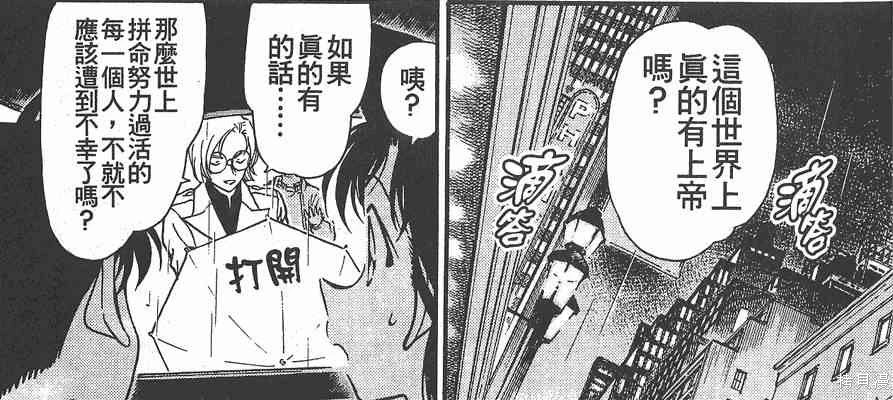 這個世界上
眞的有上帝
嗎？
滴答
滴答
咦？
如果
眞的有
的話……
那麼世上
拼命努力過活的
每一個人，不就不
應該遭到不幸了嗎？
打開